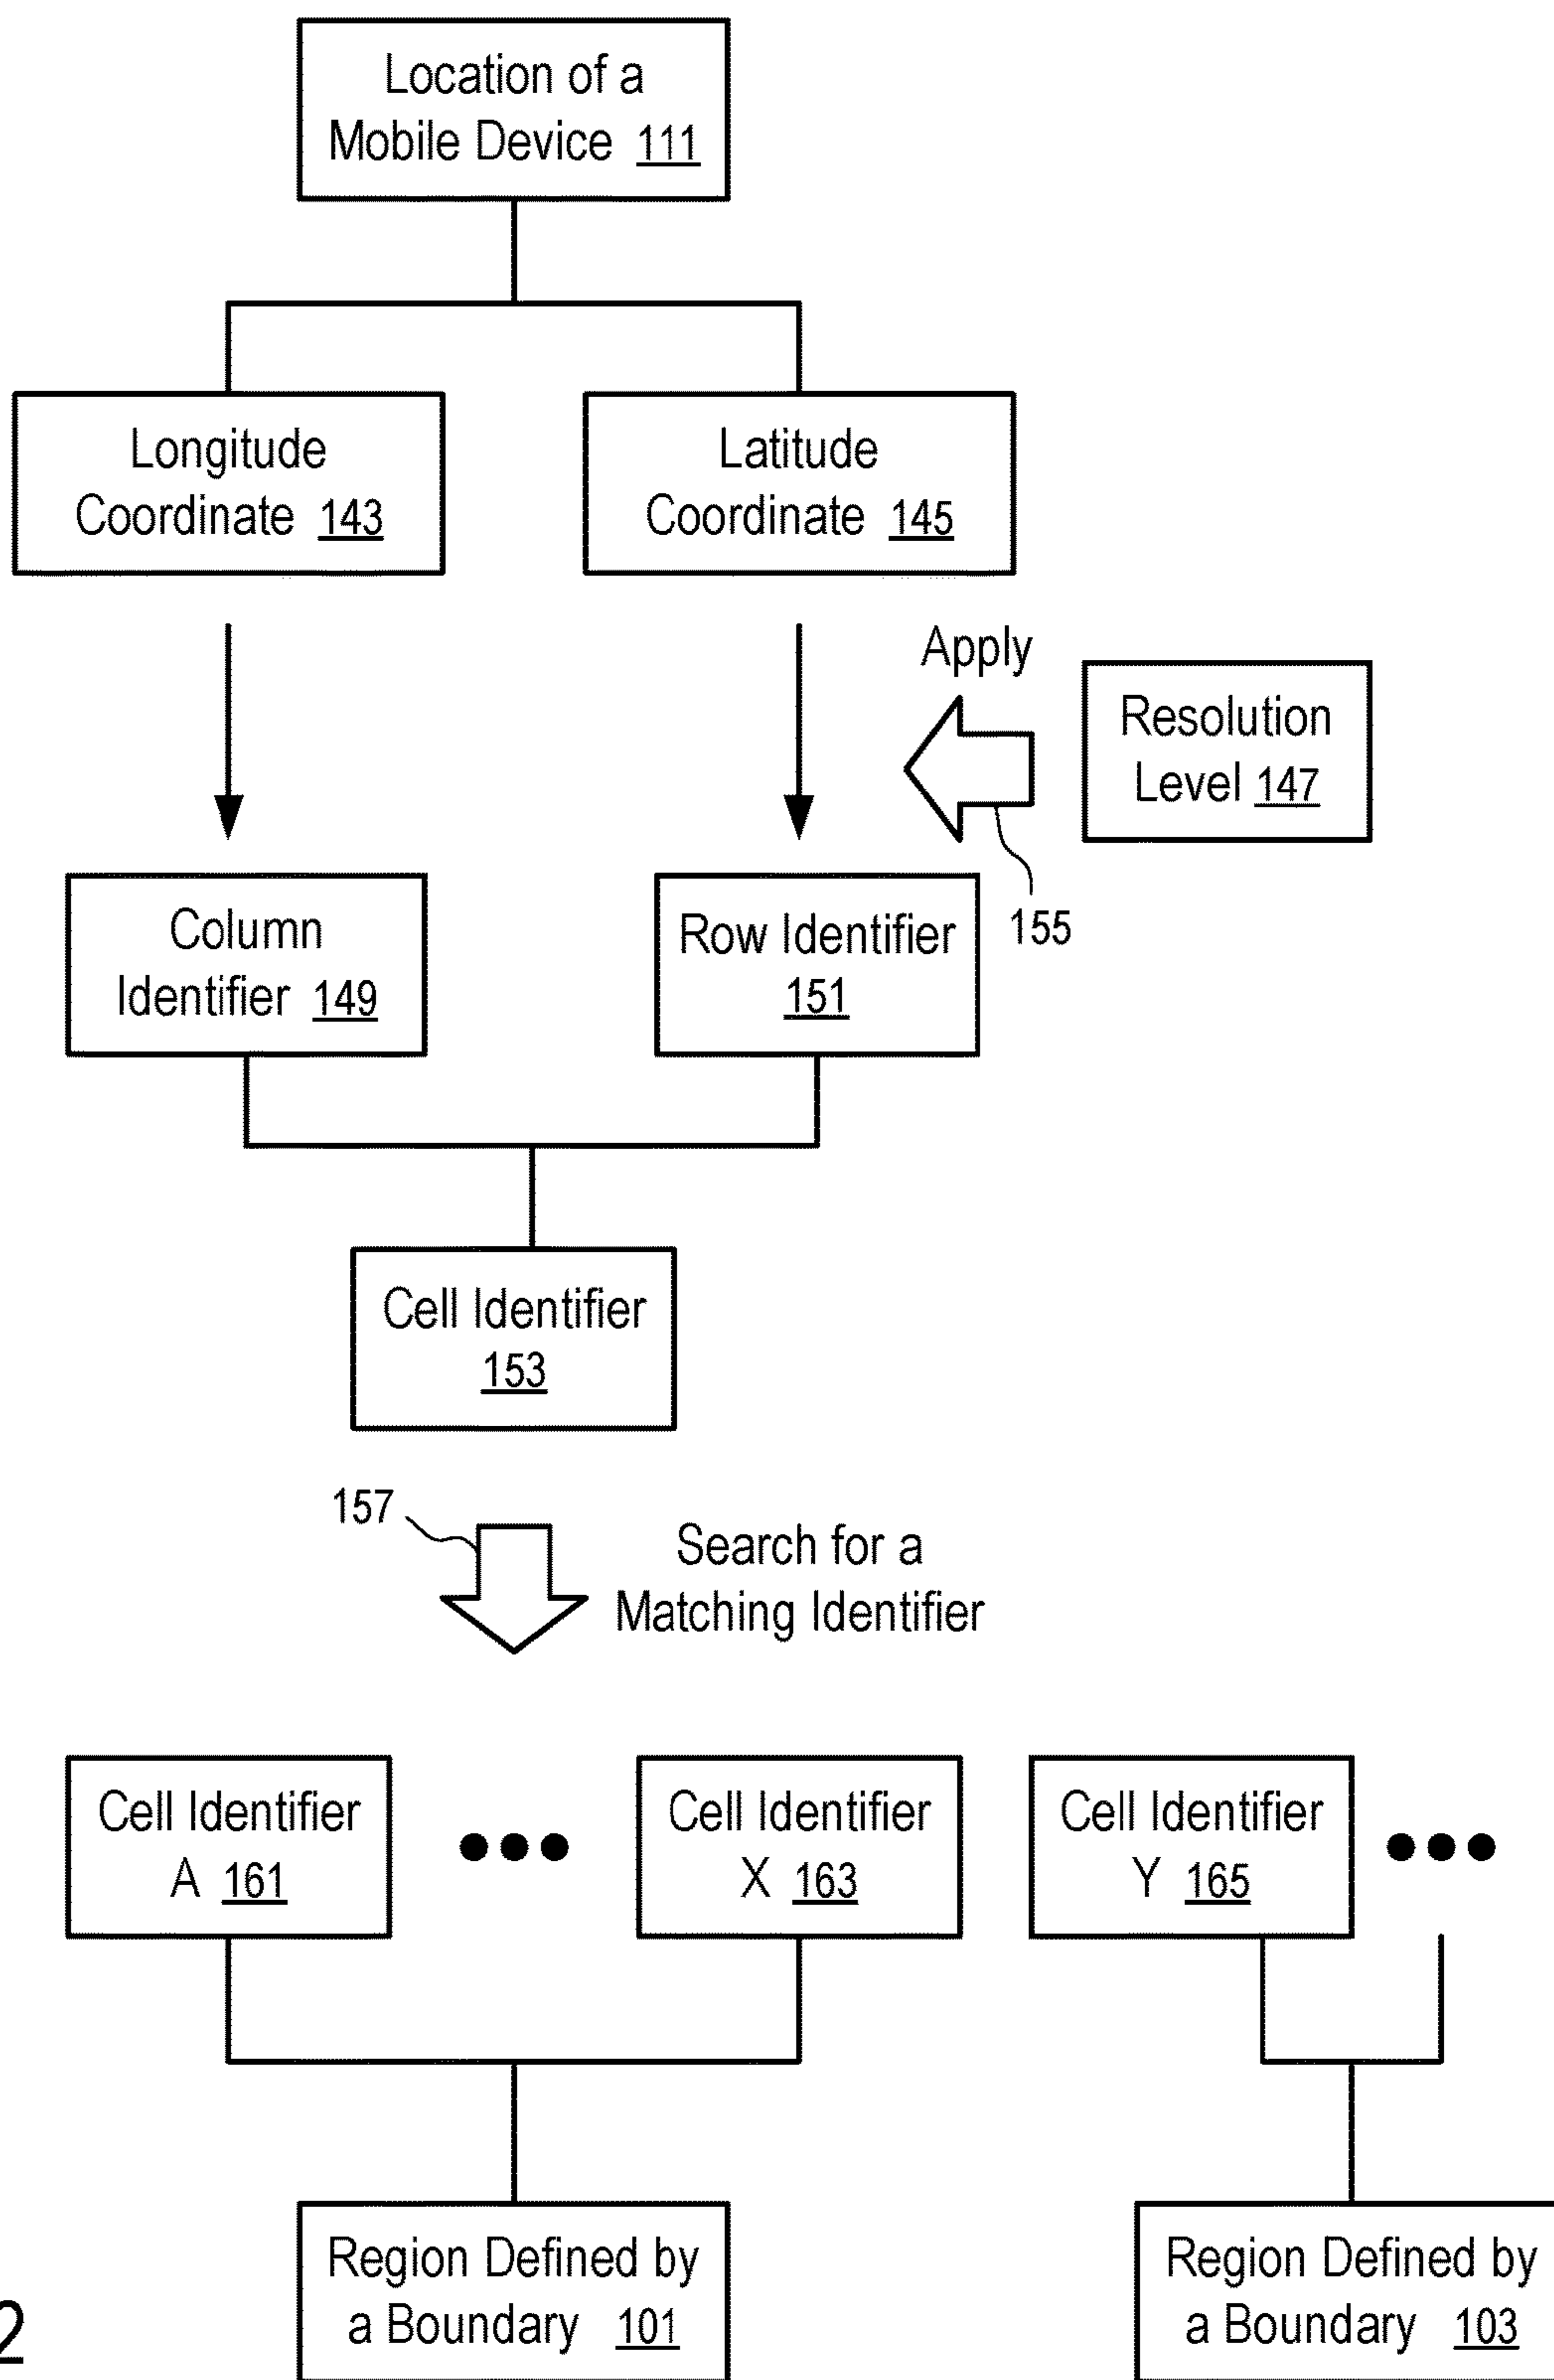 Location of a
Mobile Device 111
Longitude
Coordinate 143
Latitude
Coordinate 145
Apply
Resolution
Level 147
155
Column
Identifier 149
Row Identifier
151
Cell Identifier
153
157
Search for a
Matching Identifier
Cell Identifier
A 161
Cell Identifier
X 163
Cell Identifier
Y 165
Region Defined by
a Boundary 101
Region Defined by
a Boundary 103
2